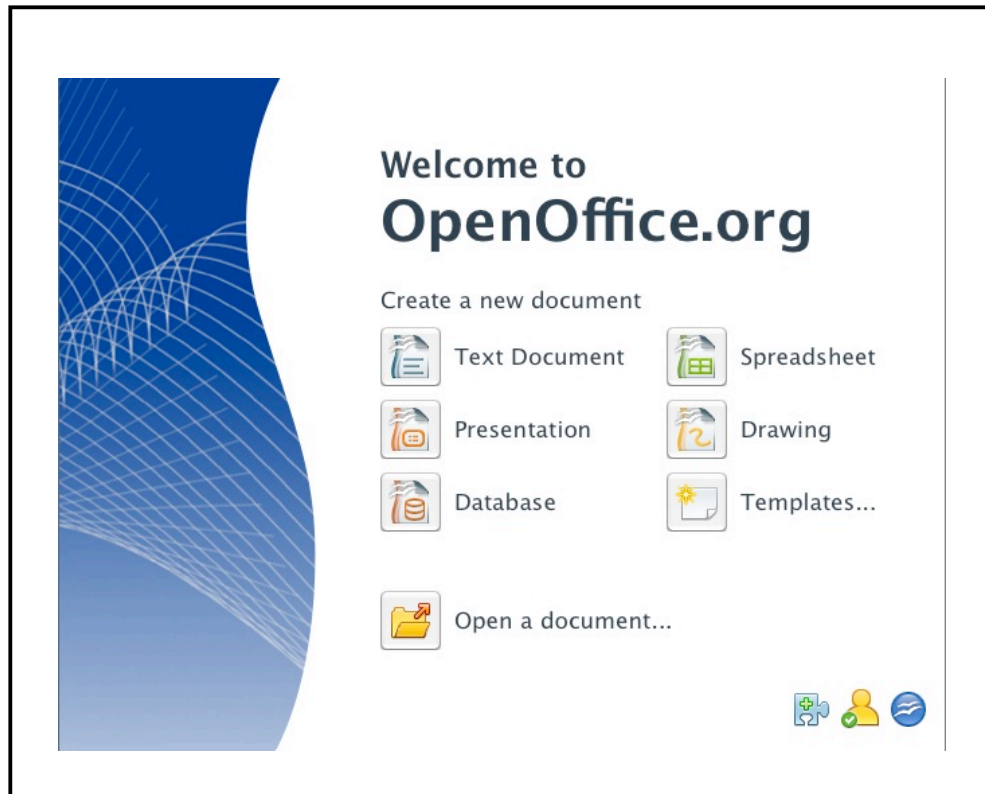 Welcome to
OpenOffice.org
Create a new document
Text Document
Spreadsheet
Presentation
Drawing
Database
Templates...
Open a document...